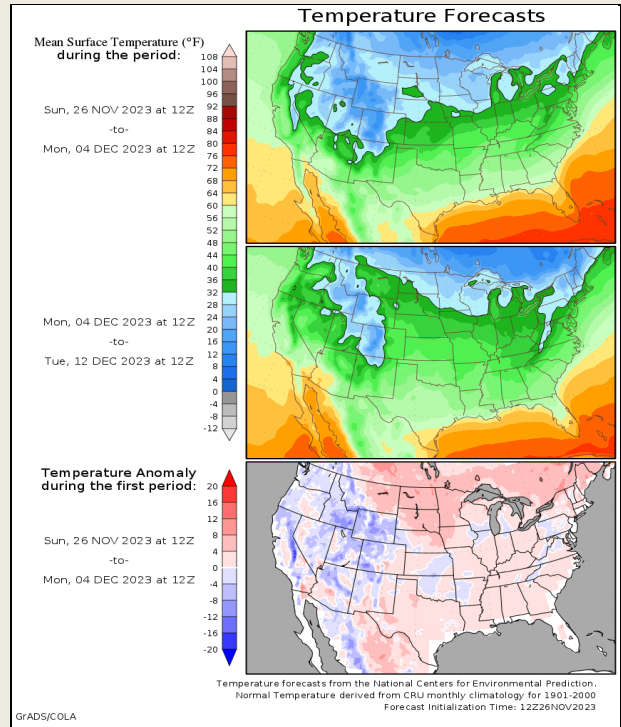 Temperature Forecasts
Mean Surface Temperature (°F)
during the period:
108
104
100
96
92
88
84
80
76
72
68
64
60
56
52
48
44
40
36
32
28
24
20
16
12
8
4
0
-4
-8
-12
Sun, 26 NOV 2023 at 12Z
-to-
Mon, 04 DEC 2023 at 12Z
Mon, 04 DEC 2023 at 12Z
-to-
Tue, 12 DEC 2023 at 12Z
Temperature Anomaly
during the first period:
20
16
12
8
4
0
-4
-8
-12
-16
-20
Sun, 26 NOV 2023 at 12Z
-to-
Mon, 04 DEC 2023 at 12Z
Temperature forecasts from the National Centers for Environmental Prediction.
Normal Temperature derived from CRU monthly climatology for 1901-2000
Forecast Initialization Time: 12Z26NOV2023
GrADS/COLA